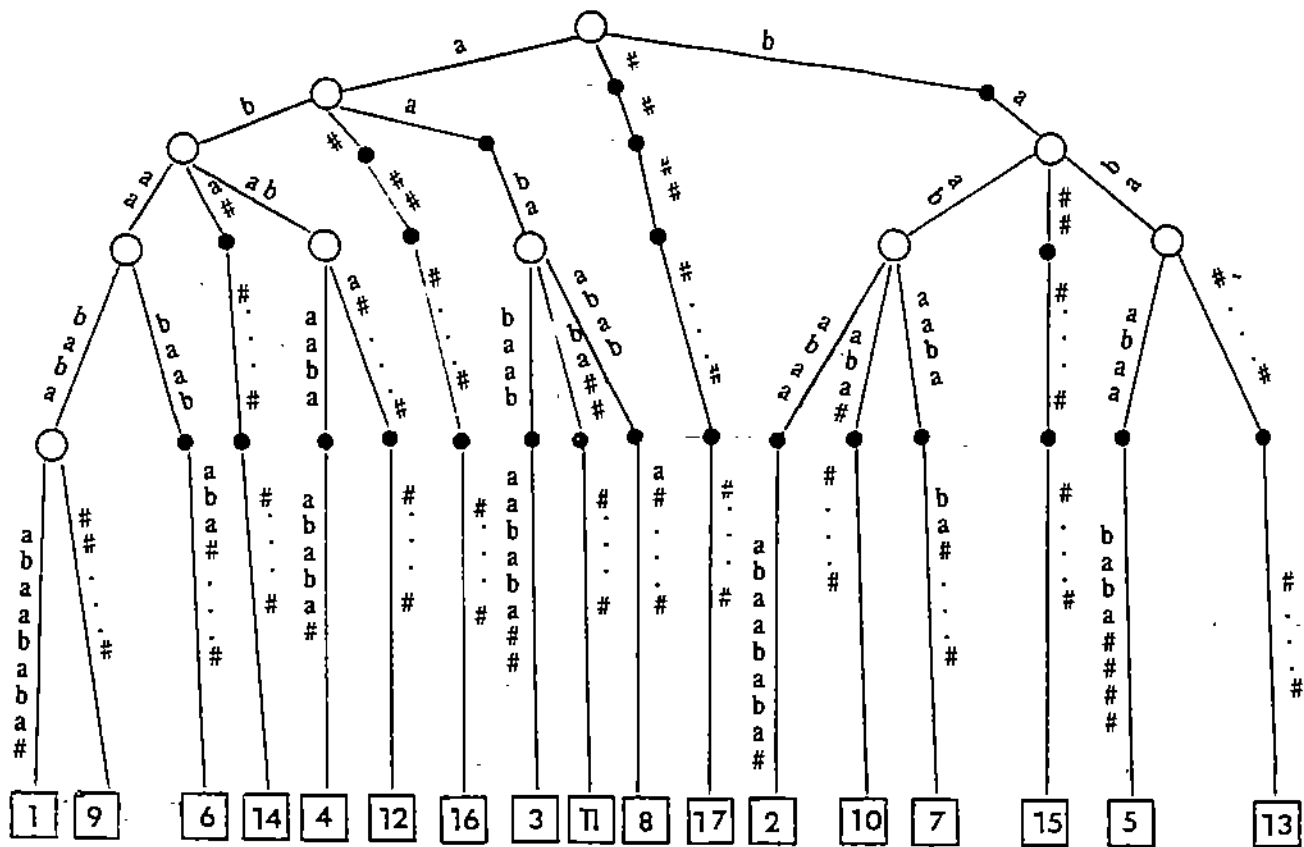 a
#
b
b
#
a
#
a
a a
a #
a b
# #
b a
# #
a b
# #
b a
b a b a
b a a b
# . . . #
a a b a
a # . . . #
# . . . #
b a a b
b a # #
a b a b
# . . . #
a b a a
a b a #
a a b a
# . . . #
a b a a
# . . . #
a b a a b a b a #
# # . . . #
a b a # . . . #
# . . . #
a b a b a #
# . . . #
# . . . #
a a b a b a # #
# . . . #
a # . . . #
# . . . #
a b a a b a b a #
# . . . #
b a # . . . #
# . . . #
b a b a # # # #
# . . . #
1 9 6 14 4 12 16 3 11 8 17 2 10 7 15 5 13